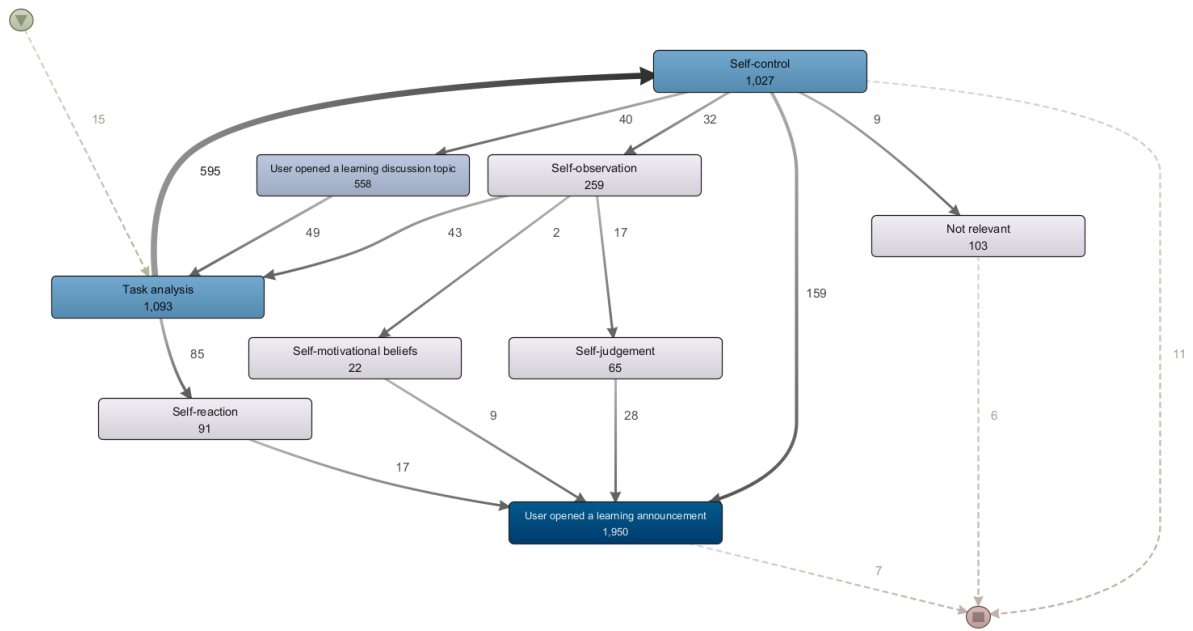 Self-control
1,027
15
40
32
9
595
User opened a learning discussion topic
558
Self-observation
259
Not relevant
103
49
43
2
17
Task analysis
1,093
159
85
Self-motivational beliefs
22
Self-judgement
65
11
Self-reaction
91
9
28
6
17
User opened a learning announcement
1,950
7